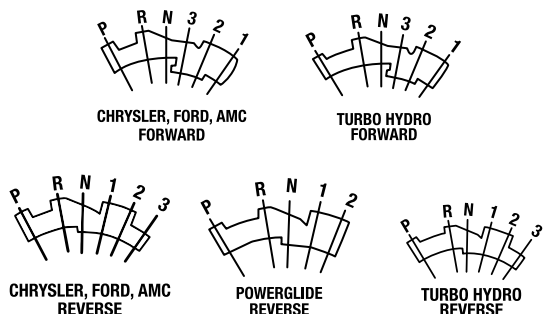 P R N 3 2 1
CHRYSLER, FORD, AMC
FORWARD
P R N 3 2 1
TURBO HYDRO
FORWARD
P R N 1 2 3
CHRYSLER, FORD, AMC
REVERSE
P R N 1 2
POWERGLIDE
REVERSE
P R N 1 2 3
TURBO HYDRO
REVERSE